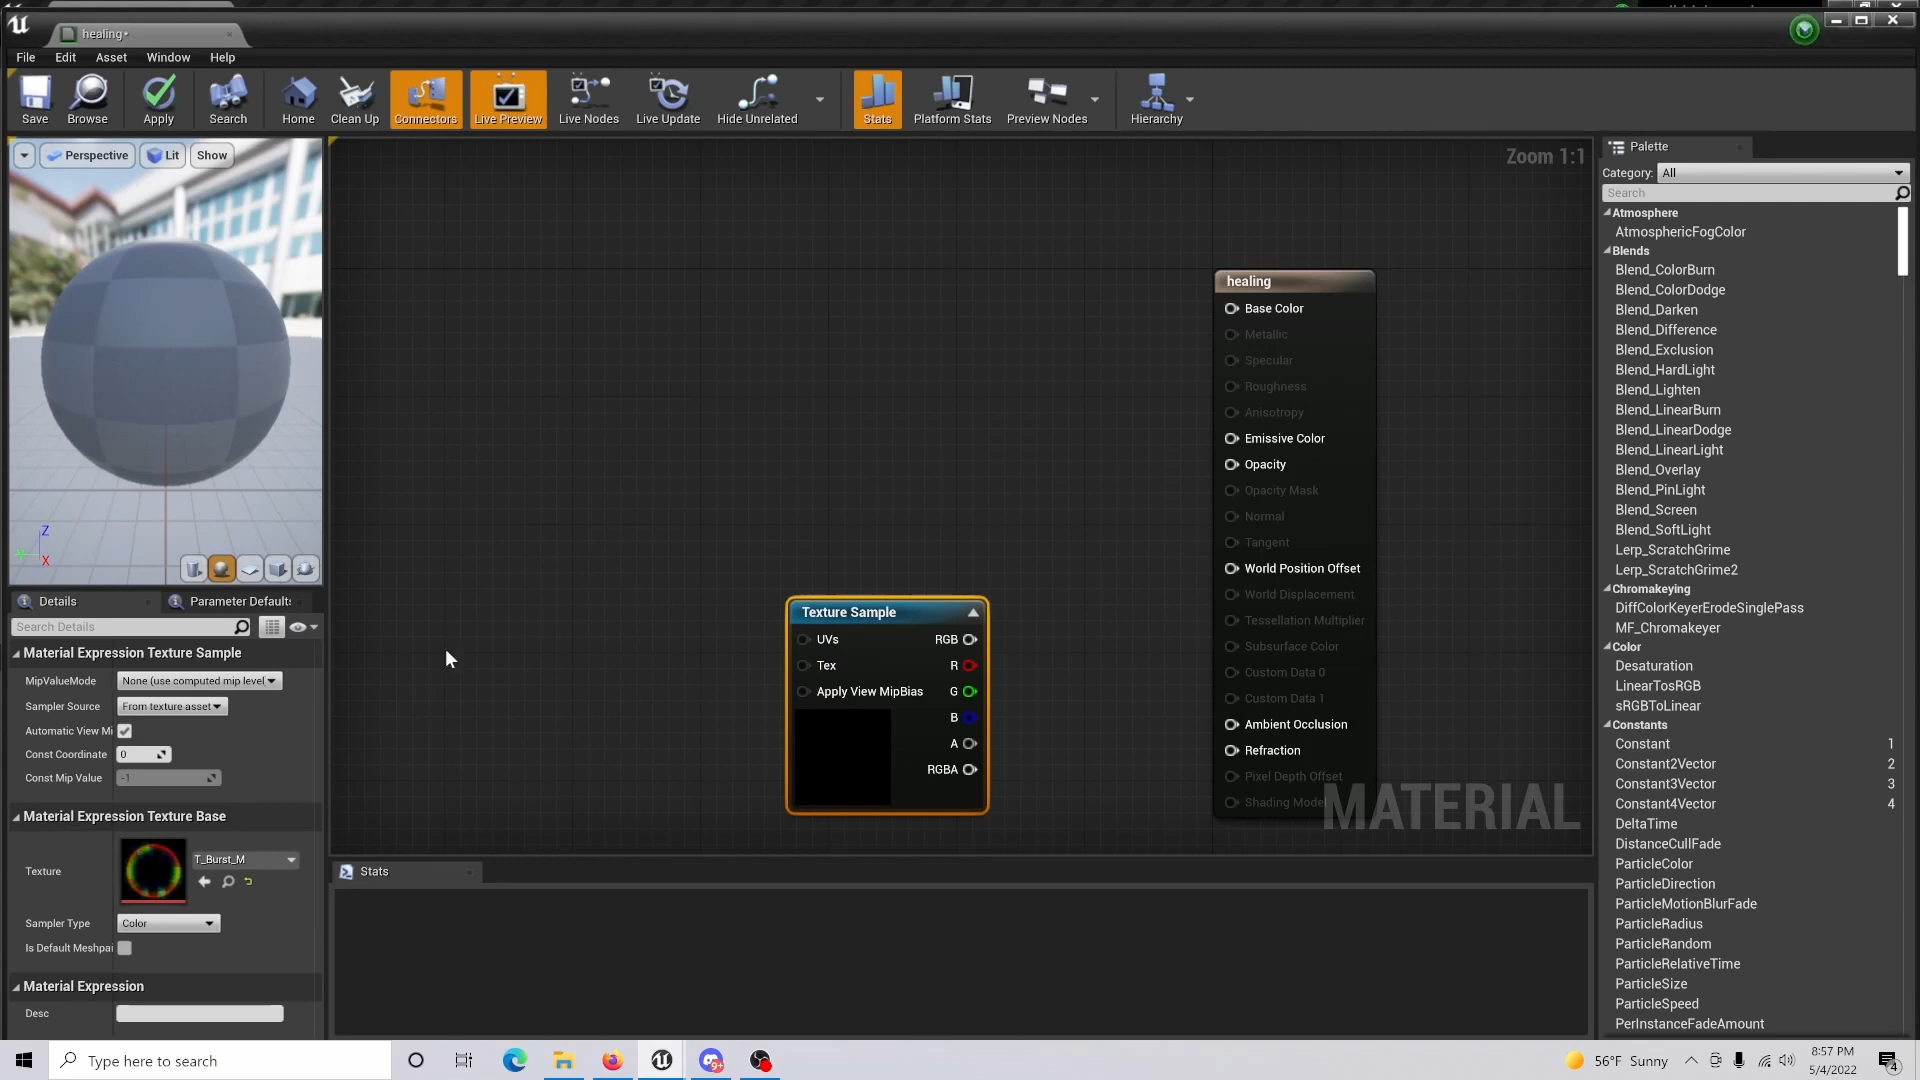 healing*
File Edit Asset Window Help
Save Browse Apply Search Home Clean Up Connectors Live Preview Live Nodes Live Update Hide Unrelated Stats Platform Stats Preview Nodes Hierarchy
Perspective Lit Show
Zoom 1:1
Palette
Category: All
Search
Atmosphere
AtmosphericFogColor
Blends
Blend_ColorBurn
Blend_ColorDodge
Blend_Darken
Blend_Difference
Blend_Exclusion
Blend_HardLight
Blend_Lighten
Blend_LinearBurn
Blend_LinearDodge
Blend_LinearLight
Blend_Overlay
Blend_PinLight
Blend_Screen
Blend_SoftLight
Lerp_ScratchGrime
Lerp_ScratchGrime2
Chromakeying
DiffColorKeyerErodeSinglePass
MF_Chromakeyer
Color
Desaturation
LinearTosRGB
sRGBToLinear
Constants
Constant 1
Constant2Vector 2
Constant3Vector 3
Constant4Vector 4
DeltaTime
DistanceCullFade
ParticleColor
ParticleDirection
ParticleMotionBlurFade
ParticleRadius
ParticleRandom
ParticleRelativeTime
ParticleSize
ParticleSpeed
PerInstanceFadeAmount
healing
Base Color
Metallic
Specular
Roughness
Anisotropy
Emissive Color
Opacity
Opacity Mask
Normal
Tangent
World Position Offset
World Displacement
Tessellation Multiplier
Subsurface Color
Custom Data 0
Custom Data 1
Ambient Occlusion
Refraction
Pixel Depth Offset
Shading Model
MATERIAL
Texture Sample
UVs RGB
Tex R
Apply View MipBias G
B
A
RGBA
Z
X
Details Parameter Default
Search Details
Material Expression Texture Sample
MipValueMode None (use computed mip level
Sampler Source From texture asset
Automatic View Mi
Const Coordinate 0
Const Mip Value -1
Material Expression Texture Base
Texture T_Burst_M
Sampler Type Color
Is Default Meshpai
Material Expression
Desc
Stats
Type here to search
9+
56°F Sunny
8:57 PM
5/4/2022
4